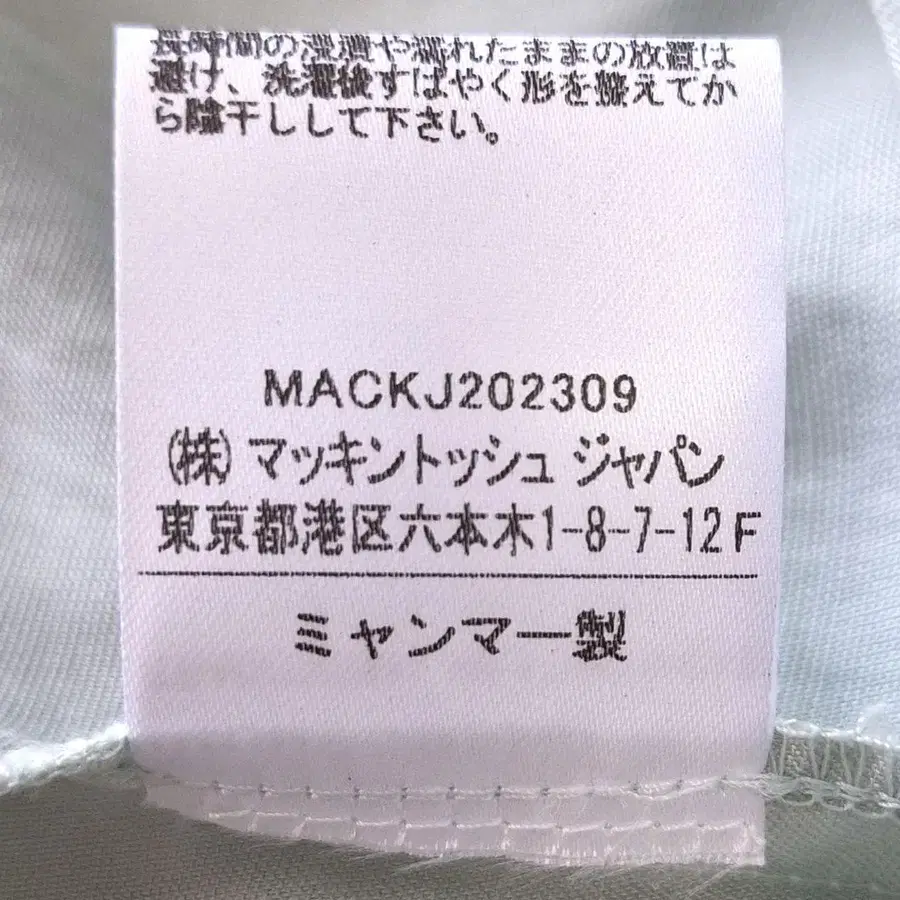 長時間の浸漬や濡れたままの放置は
避け、洗濯後すばやく形を整えてか
ら陰干しして下さい。
MACKJ202309
(株) マッキントッシュ ジャパン
東京都港区六本木1-8-7-12F
ミャンマー製